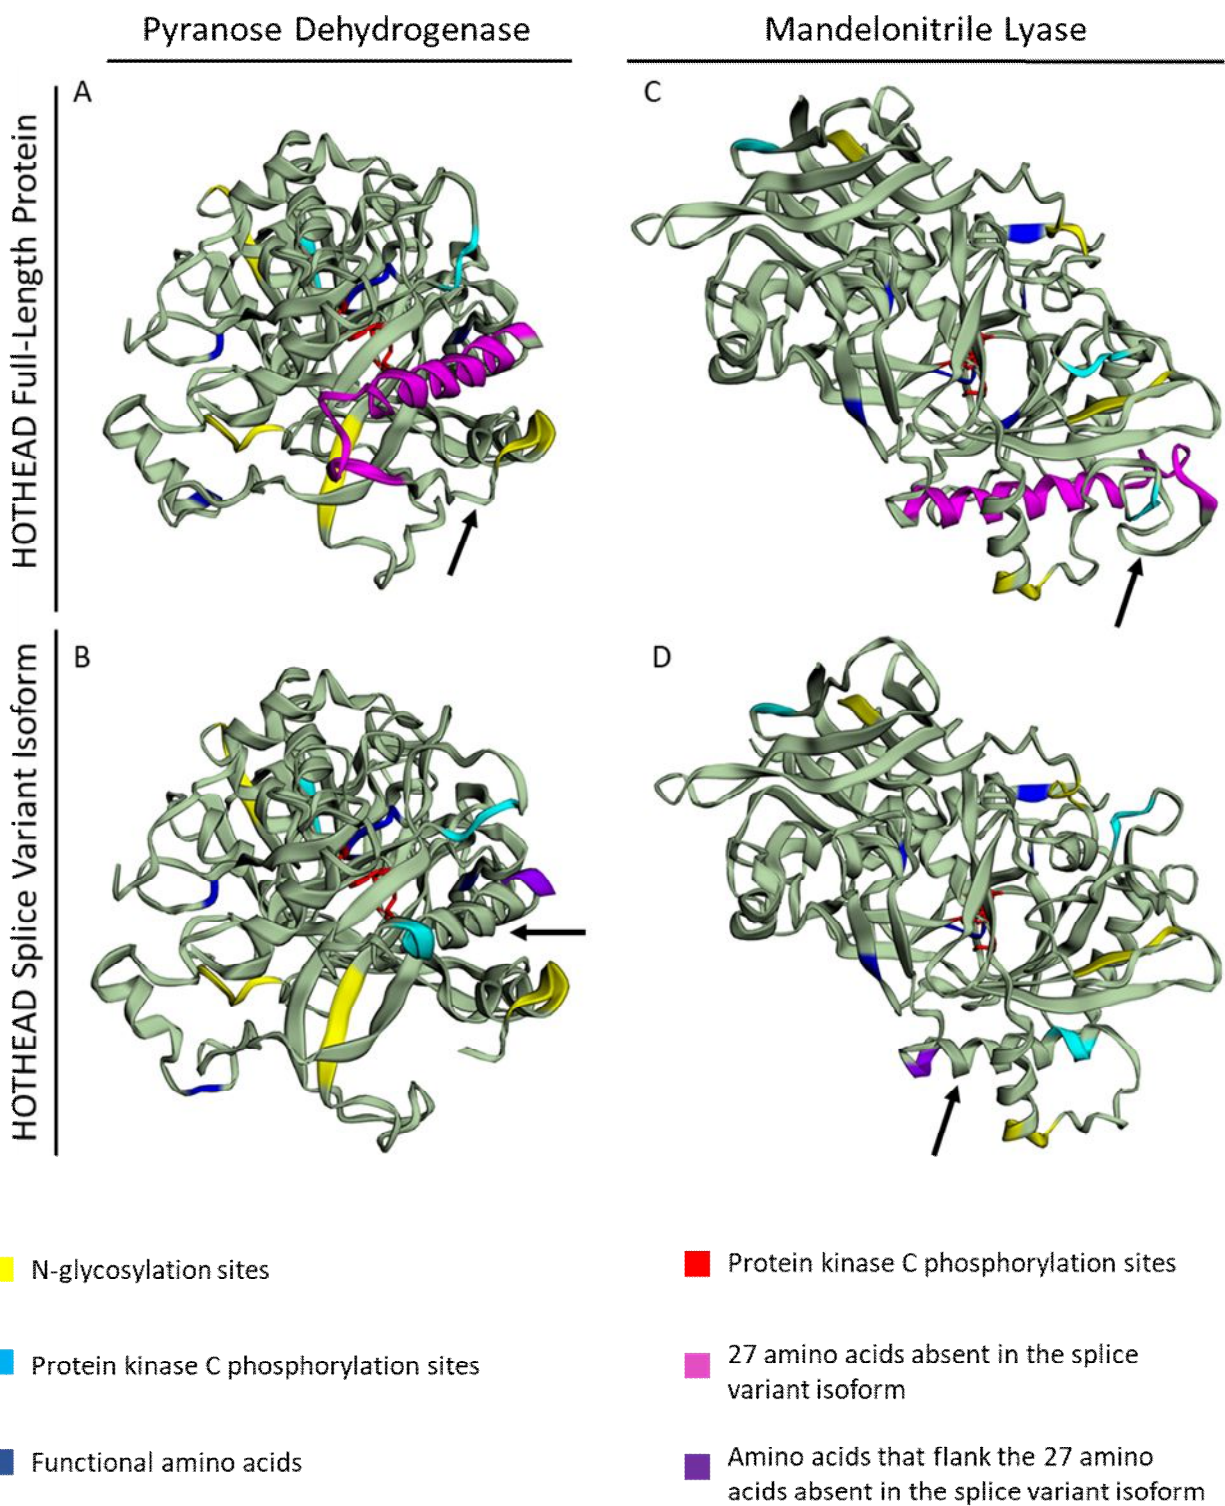 Pyranose Dehydrogenase
Mandelonitrile Lyase
A
C
HOTHEAD Full-Length Protein
B
D
HOTHEAD Splice Variant Isoform
N-glycosylation sites
Protein kinase C phosphorylation sites
Protein kinase C phosphorylation sites
27 amino acids absent in the splice
variant isoform
Functional amino acids
Amino acids that flank the 27 amino
acids absent in the splice variant isoform